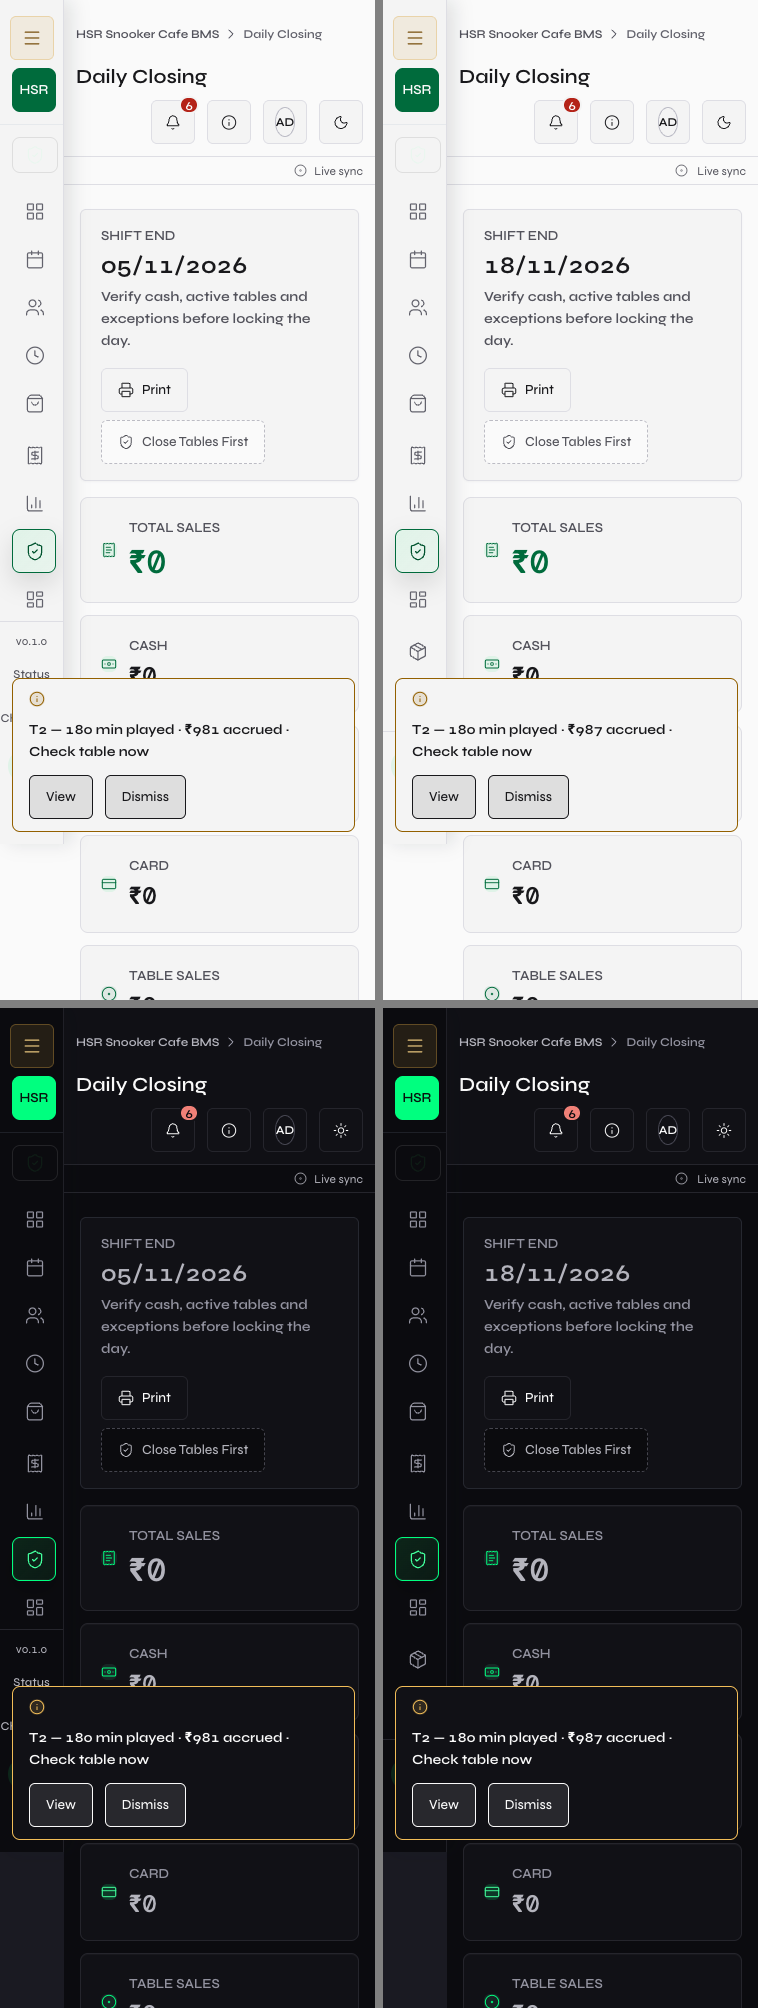 HSR Snooker Cafe BMS > Daily Closing
HSR
Daily Closing
6
AD
Live sync
SHIFT END
05/11/2026
Verify cash, active tables and
exceptions before locking the
day.
Print
Close Tables First
TOTAL SALES
₹0
CASH
₹0
v0.1.0
Status
T2 — 180 min played · ₹981 accrued ·
Check table now
View
Dismiss
CARD
₹0
TABLE SALES
HSR Snooker Cafe BMS > Daily Closing
HSR
Daily Closing
6
AD
Live sync
SHIFT END
18/11/2026
Verify cash, active tables and
exceptions before locking the
day.
Print
Close Tables First
TOTAL SALES
₹0
CASH
₹0
T2 — 180 min played · ₹987 accrued ·
Check table now
View
Dismiss
CARD
₹0
TABLE SALES
HSR Snooker Cafe BMS > Daily Closing
HSR
Daily Closing
6
AD
Live sync
SHIFT END
05/11/2026
Verify cash, active tables and
exceptions before locking the
day.
Print
Close Tables First
TOTAL SALES
₹0
CASH
₹0
v0.1.0
Status
T2 — 180 min played · ₹981 accrued ·
Check table now
View
Dismiss
CARD
₹0
TABLE SALES
HSR Snooker Cafe BMS > Daily Closing
HSR
Daily Closing
6
AD
Live sync
SHIFT END
18/11/2026
Verify cash, active tables and
exceptions before locking the
day.
Print
Close Tables First
TOTAL SALES
₹0
CASH
₹0
T2 — 180 min played · ₹987 accrued ·
Check table now
View
Dismiss
CARD
₹0
TABLE SALES